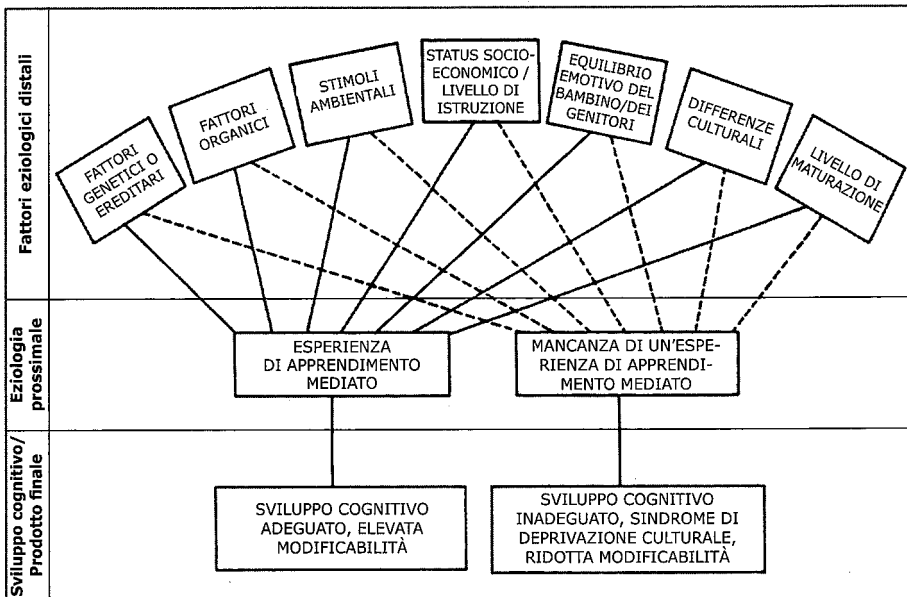 Fattori eziologici distali
FATTORI
GENETICI O
EREDITARI
FATTORI
ORGANICI
STIMOLI
AMBIENTALI
STATUS SOCIO-
ECONOMICO /
LIVELLO DI
ISTRUZIONE
EQUILIBRIO
EMOTIVO DEL
BAMBINO/DEI
GENITORI
DIFFERENZE
CULTURALI
LIVELLO DI
MATURAZIONE
Eziologia
prossimale
ESPERIENZA
DI APPRENDIMENTO
MEDIATO
MANCANZA DI UN'ESPE-
RIENZA DI APPRENDI-
MENTO MEDIATO
Sviluppo cognitivo/
Prodotto finale
SVILUPPO COGNITIVO
ADEGUATO, ELEVATA
MODIFICABILITÀ
SVILUPPO COGNITIVO
INADEGUATO, SINDROME DI
DEPRIVAZIONE CULTURALE,
RIDOTTA MODIFICABILITÀ